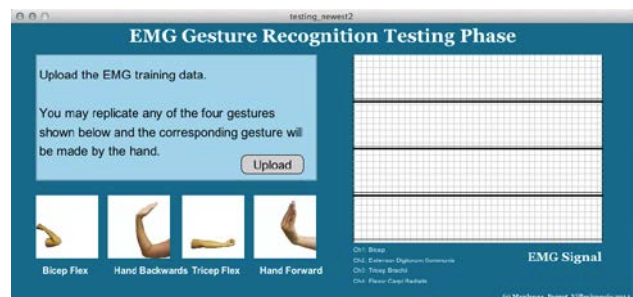 testing_newest2
EMG Gesture Recognition Testing Phase
Upload the EMG training data.
You may replicate any of the four gestures
shown below and the corresponding gesture will
be made by the hand.
Upload
Bicep Flex
Hand Backwards
Tricep Flex
Hand Forward
Ch1: Bicep
Ch2: Extensor Digitorum Communis
Ch3: Tricep Brachii
Ch4: Flexor Carpi Radialis
EMG Signal